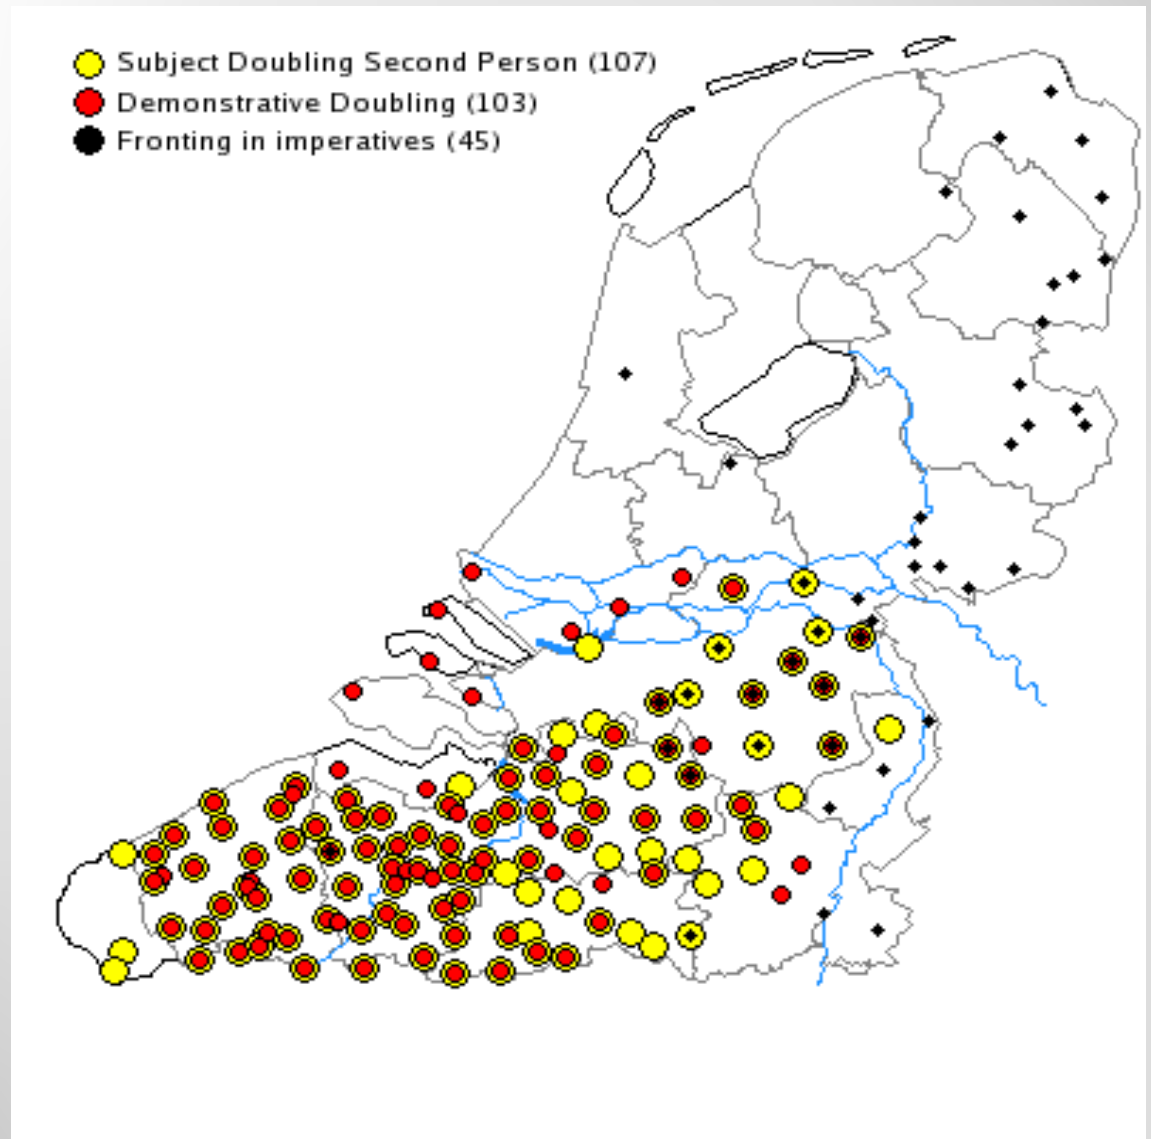 Subject Doubling Second Person (107)
Demonstrative Doubling (103)
Fronting in imperatives (45)